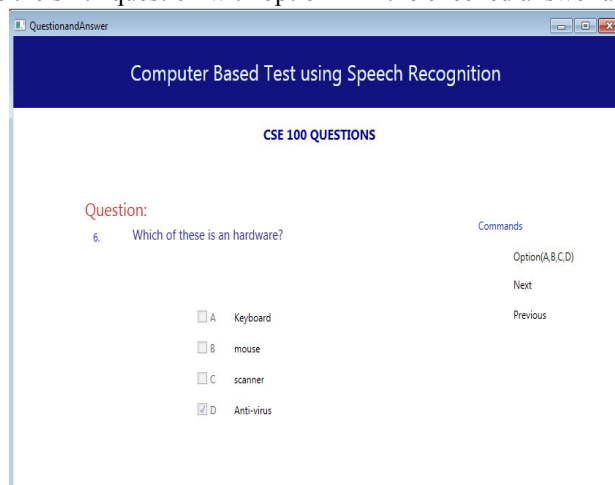 QuestionandAnswer
Computer Based Test using Speech Recognition
CSE 100 QUESTIONS
Question:
6. Which of these is an hardware?
Commands
Option(A,B,C,D)
Next
Previous
A Keyboard
B mouse
C scanner
D Anti-virus